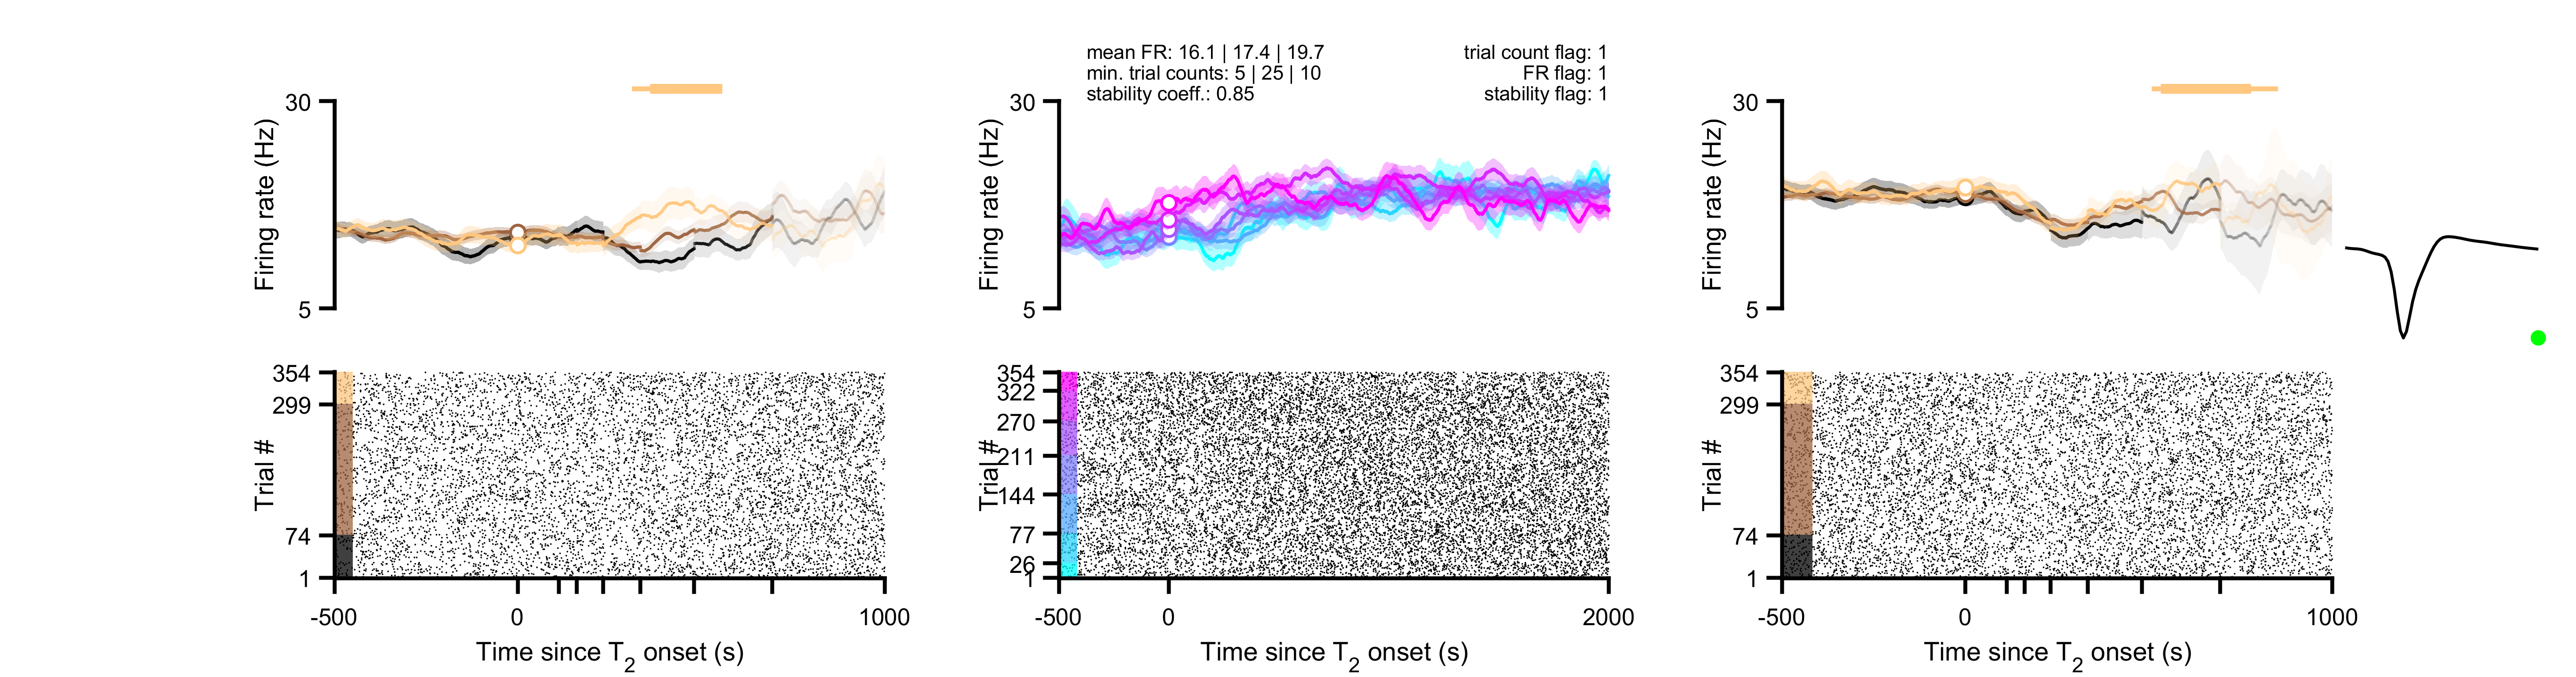 mean FR: 16.1 | 17.4 | 19.7
min. trial counts: 5 | 25 | 10
stability coeff.: 0.85
trial count flag: 1
FR flag: 1
stability flag: 1
30
Firing rate (Hz)
5
354
299
Trial #
74
1
-500
0
1000
Time since T2 onset (s)
30
Firing rate (Hz)
5
354
322
270
211
Trial #
144
77
26
1
-500
0
2000
Time since T2 onset (s)
30
Firing rate (Hz)
5
354
299
Trial #
74
1
-500
0
1000
Time since T2 onset (s)